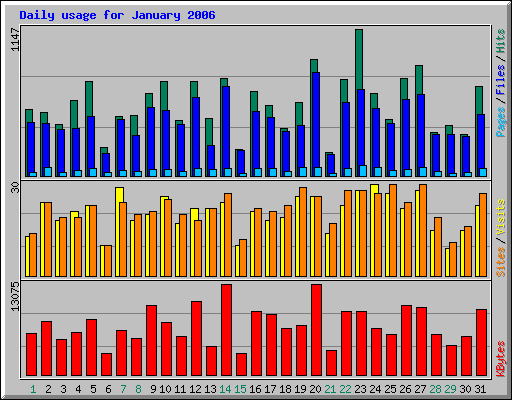 Daily usage for January 2006
1147
30
13075
Pages / Files / Hits
Sites / Visits
KBytes
1 2 3 4 5 6 7 8 9 10 11 12 13 14 15 16 17 18 19 20 21 22 23 24 25 26 27 28 29 30 31